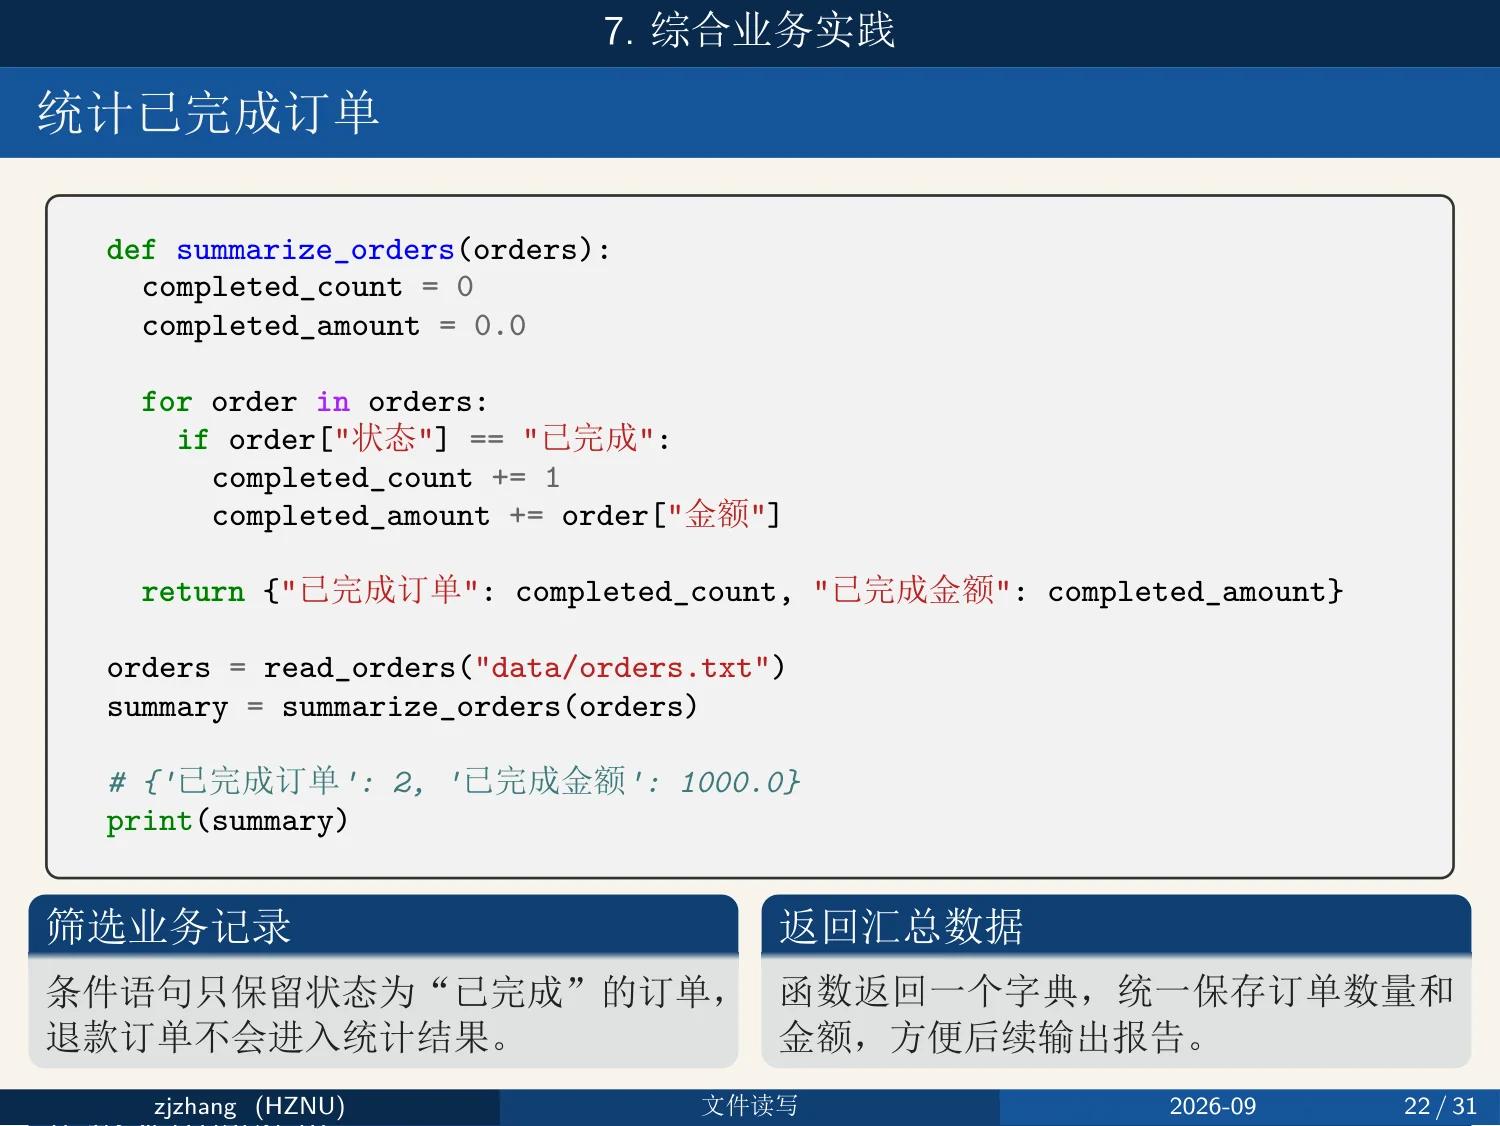 7. 综合业务实践
统计已完成订单
def summarize_orders(orders):
  completed_count = 0
  completed_amount = 0.0
  for order in orders:
    if order["状态"] == "已完成":
      completed_count += 1
      completed_amount += order["金额"]
  return {"已完成订单": completed_count, "已完成金额": completed_amount}
orders = read_orders("data/orders.txt")
summary = summarize_orders(orders)
# {'已完成订单': 2, '已完成金额': 1000.0}
print(summary)
筛选业务记录
条件语句只保留状态为“已完成”的订单，
退款订单不会进入统计结果。
返回汇总数据
函数返回一个字典，统一保存订单数量和
金额，方便后续输出报告。
zjzhang (HZNU) 文件读写 2026-09 22 / 31